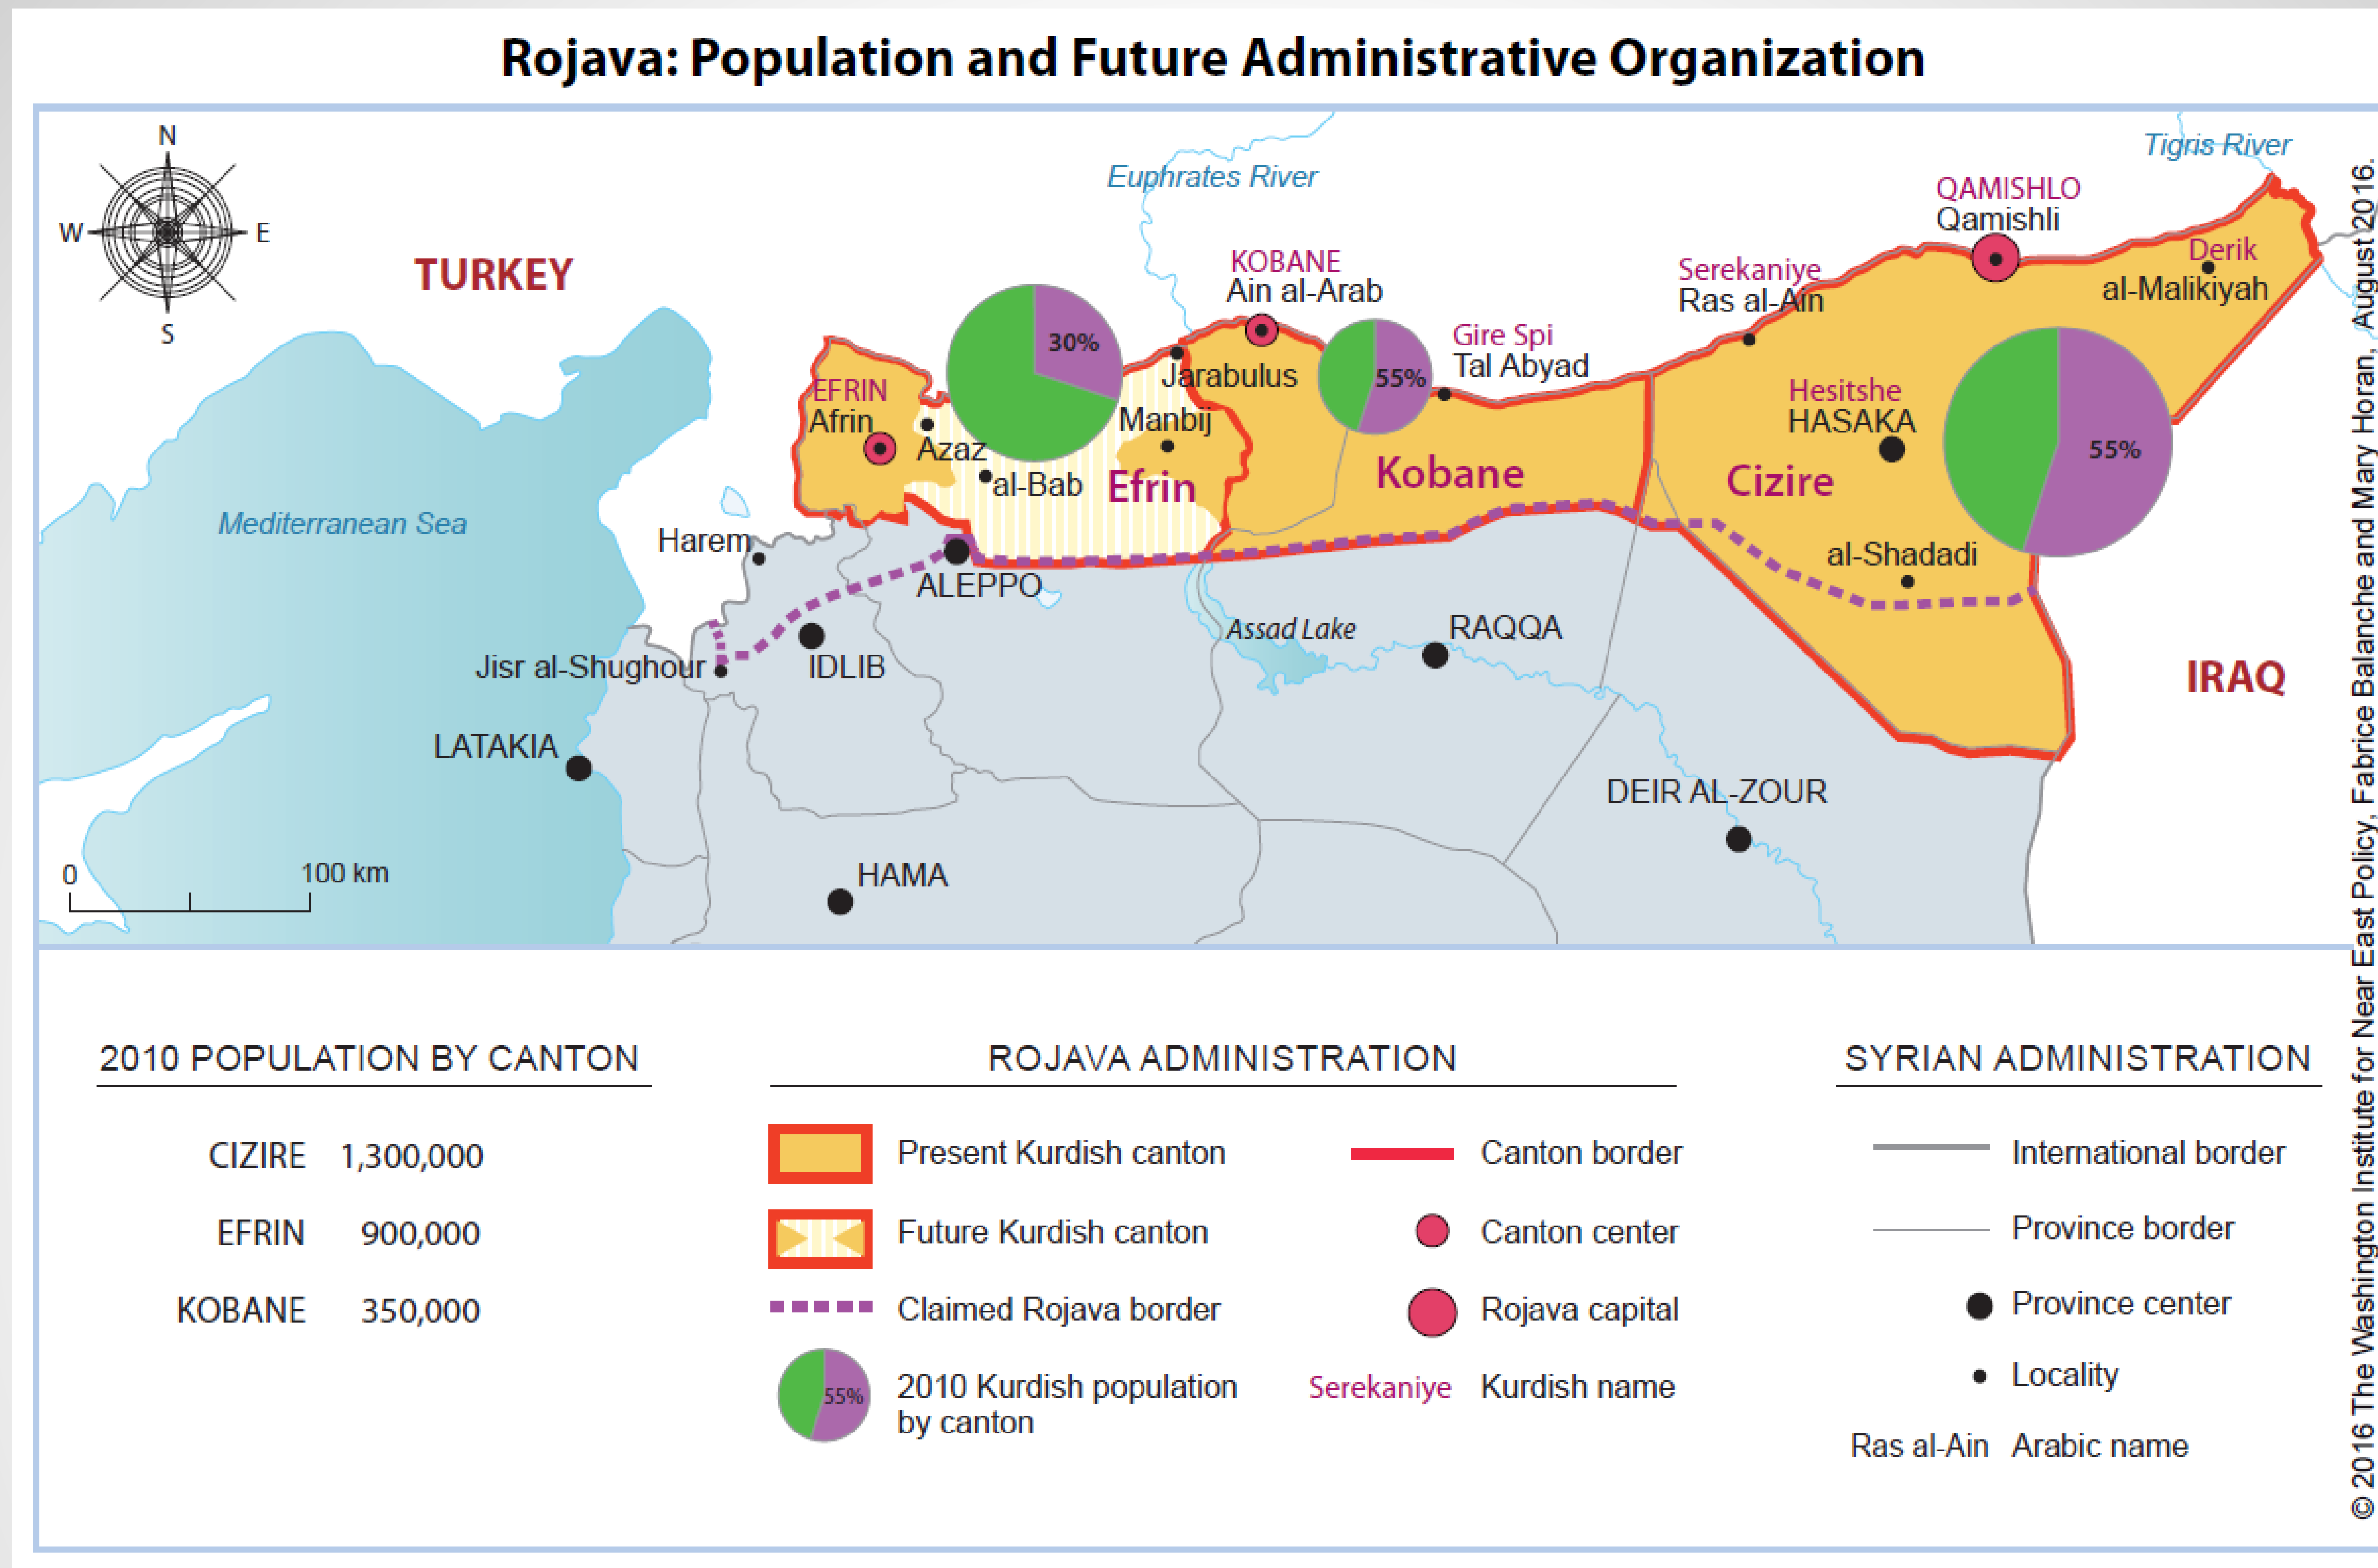 Rojava: Population and Future Administrative Organization
N
W
E
S
TURKEY
Euphrates River
Tigris River
QAMISHLO
Qamishli
Derik
al-Malikiyah
KOBANE
Ain al-Arab
Serekaniye
Ras al-Ain
Gire Spi
Tal Abyad
30%
55%
Jarabulus
EFRIN
Afrin
Manbij
Azaz
al-Bab
Efrin
Kobane
Cizire
Hesitshe
HASAKA
55%
Mediterranean Sea
Harem
ALEPPO
al-Shadadi
Assad Lake
RAQQA
Jisr al-Shughour
IDLIB
IRAQ
LATAKIA
DEIR AL-ZOUR
HAMA
0
100 km
2010 POPULATION BY CANTON
CIZIRE 1,300,000
EFRIN 900,000
KOBANE 350,000
ROJAVA ADMINISTRATION
Present Kurdish canton
Future Kurdish canton
Claimed Rojava border
55%
2010 Kurdish population
by canton
Canton border
Canton center
Rojava capital
Serekaniye Kurdish name
SYRIAN ADMINISTRATION
International border
Province border
Province center
Locality
Ras al-Ain Arabic name
© 2016 The Washington Institute for Near East Policy, Fabrice Balanche and Mary Horan, August 2016.